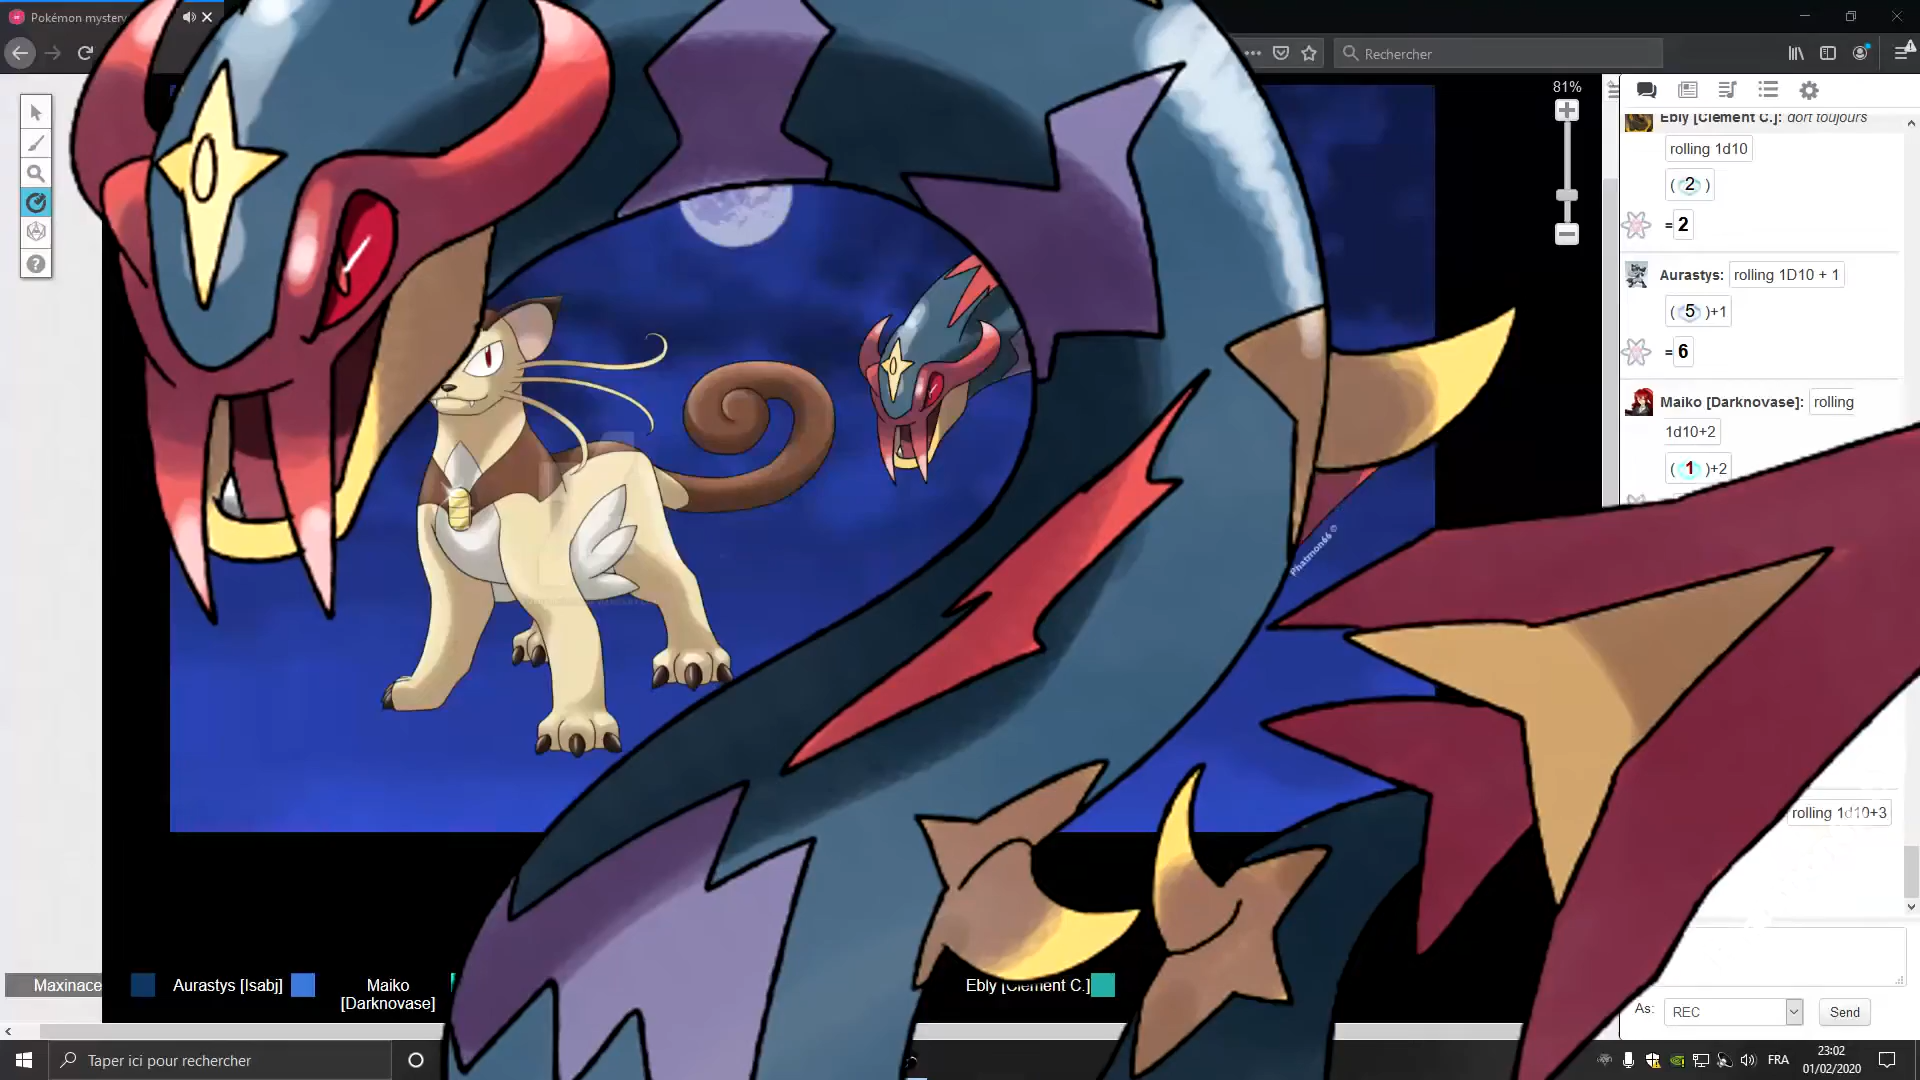 Pokémon mystery
Rechercher
81%
Ebly [Clement C.]: dort toujours
rolling 1d10
(2)
=2
Aurastys: rolling 1D10 + 1
(5)+1
=6
Maiko [Darknovase]: rolling
1d10+2
(1)+2
Phatmon66 ©
rolling 1d10+3
Maxinace
Aurastys [Isabj]
Maiko
[Darknovase]
Ebly [Clement C.]
As:
REC
Send
Taper ici pour rechercher
FRA
23:02
01/02/2020